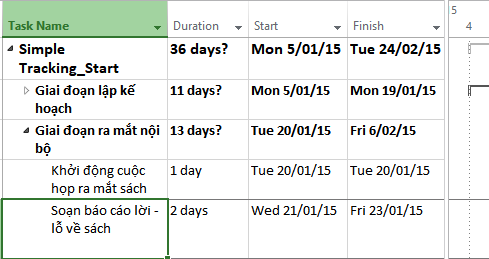 5
Task Name Duration Start Finish 4
Simple 36 days? Mon 5/01/15 Tue 24/02/15
Tracking_Start
Giai đoạn lập kế 11 days? Mon 5/01/15 Mon 19/01/15
hoạch
Giai đoạn ra mắt nội 13 days? Tue 20/01/15 Fri 6/02/15
bộ
Khởi động cuộc 1 day Tue 20/01/15 Tue 20/01/15
họp ra mắt sách
Soạn báo cáo lời - 2 days Wed 21/01/15 Fri 23/01/15
lỗ về sách